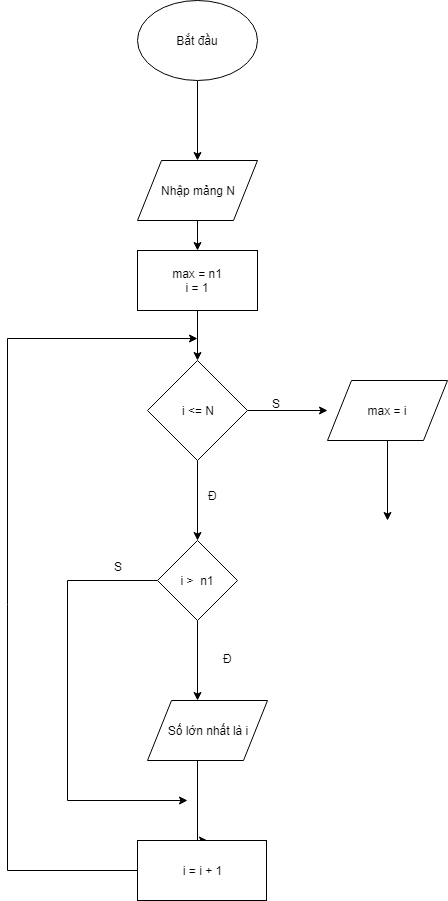 Bắt đầu
Nhập mảng N
max = n1
i = 1
i <= N
S
max = i
Đ
S
i > n1
Đ
Số lớn nhất là i
i = i + 1